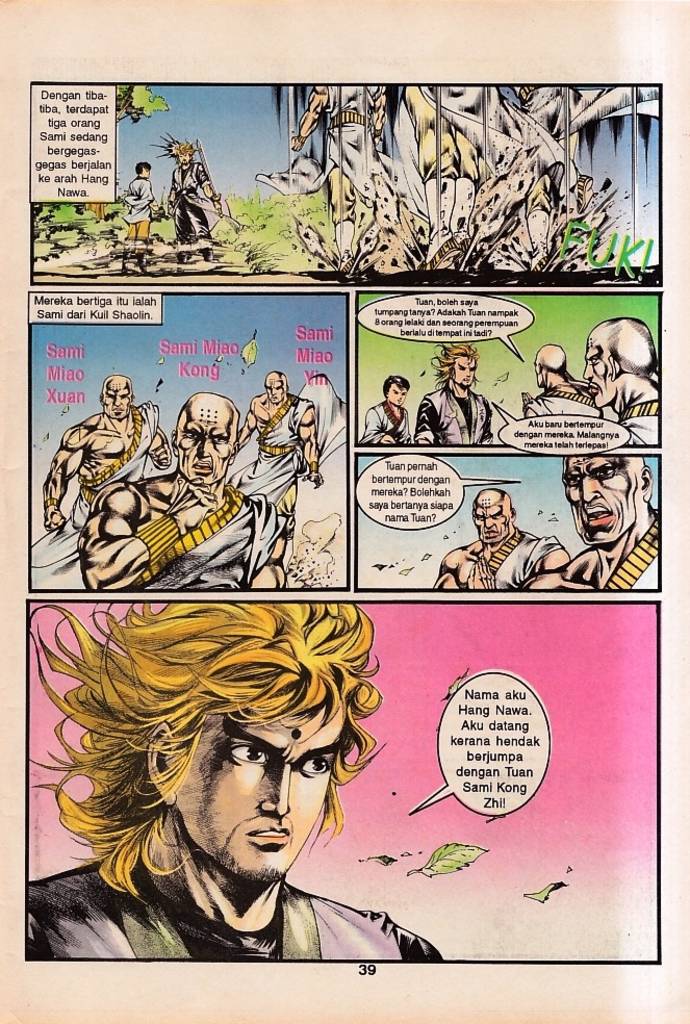 Dengan tiba-
tiba, terdapat
tiga orang
Sami sedang
bergegas-
gegas berjalan
ke arah Hang
Nawa.
FUK!
Mereka bertiga itu ialah
Sami dari Kuil Shaolin.
Sami
Miao
Xuan
Sami Miao
Kong
Sami
Miao
Yin
Tuan, boleh saya
tumpang tanya? Adakah Tuan nampak
8 orang lelaki dan seorang perempuan
berlalu di tempat ini tadi?
Aku baru bertempur
dengan mereka. Malangnya
mereka telah terlepas!
Tuan pernah
bertempur dengan
mereka? Bolehkah
saya bertanya siapa
nama Tuan?
Nama aku
Hang Nawa.
Aku datang
kerana hendak
berjumpa
dengan Tuan
Sami Kong
Zhi!
39